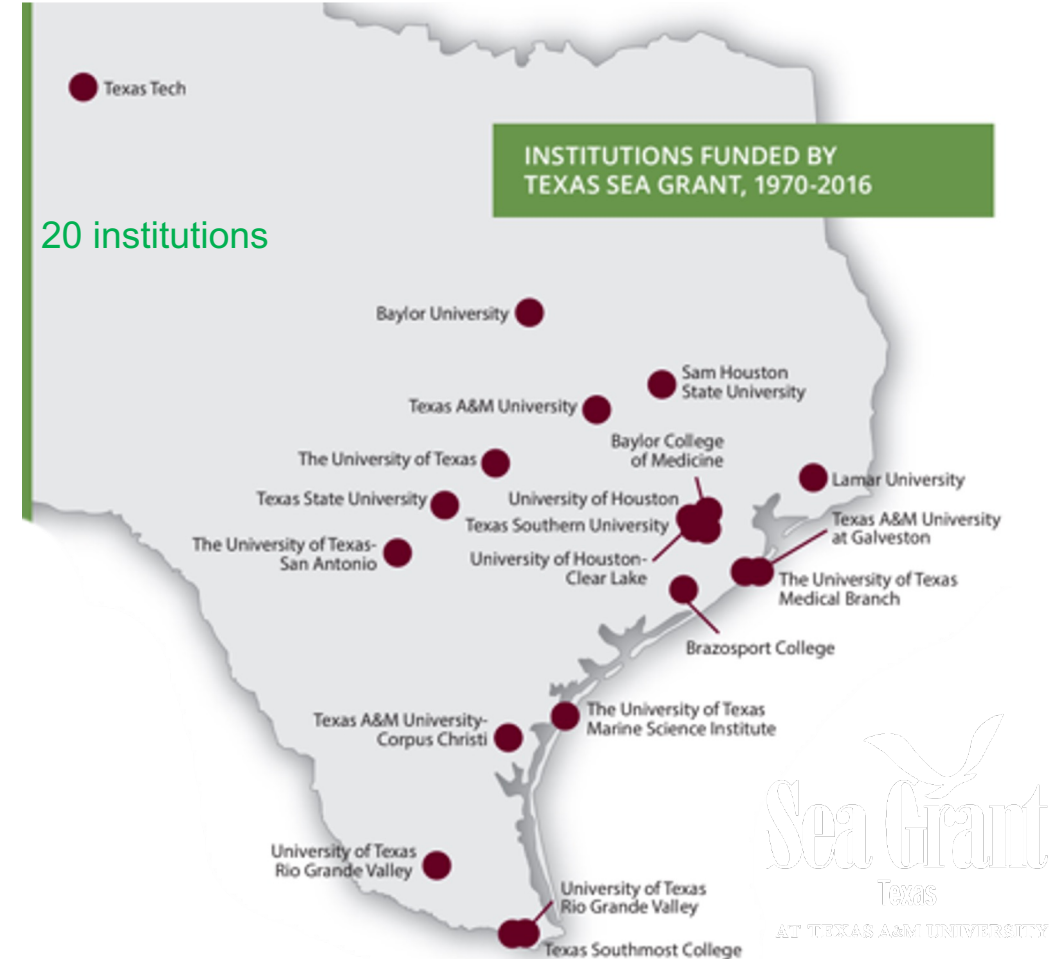 Texas Tech
INSTITUTIONS FUNDED BY
TEXAS SEA GRANT, 1970-2016
20 institutions
Baylor University
Sam Houston
State University
Texas A&M University
Baylor College
of Medicine
The University of Texas
Lamar University
Texas State University
University of Houston
Texas Southern University
Texas A&M University
at Galveston
The University of Texas-
San Antonio
University of Houston-
Clear Lake
The University of Texas
Medical Branch
Brazosport College
The University of Texas
Marine Science Institute
Texas A&M University-
Corpus Christi
University of Texas
Rio Grande Valley
University of Texas
Rio Grande Valley
Texas Southmost College
Sea Grant
Texas
AT TEXAS A&M UNIVERSITY